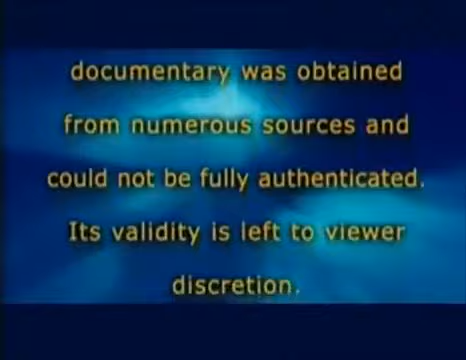 documentary was obtained
from numerous sources and
could not be fully authenticated.
Its validity is left to viewer
discretion.